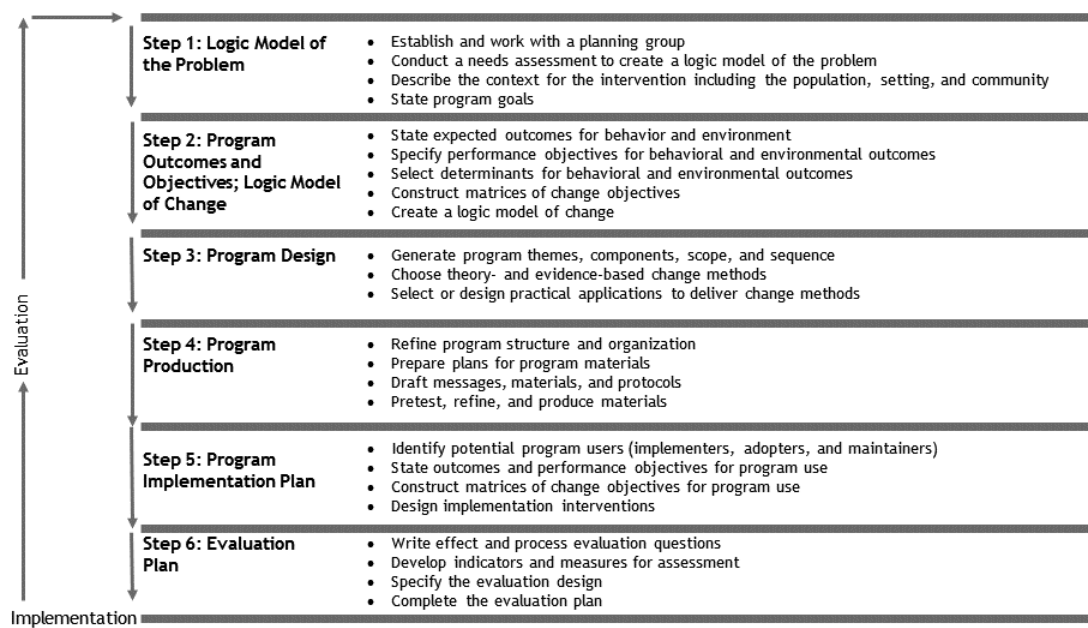 Step 1: Logic Model of
the Problem
• Establish and work with a planning group
• Conduct a needs assessment to create a logic model of the problem
• Describe the context for the intervention including the population, setting, and community
• State program goals
Step 2: Program
Outcomes and
Objectives; Logic Model
of Change
• State expected outcomes for behavior and environment
• Specify performance objectives for behavioral and environmental outcomes
• Select determinants for behavioral and environmental outcomes
• Construct matrices of change objectives
• Create a logic model of change
Step 3: Program Design
• Generate program themes, components, scope, and sequence
• Choose theory- and evidence-based change methods
• Select or design practical applications to deliver change methods
Evaluation
Step 4: Program
Production
• Refine program structure and organization
• Prepare plans for program materials
• Draft messages, materials, and protocols
• Pretest, refine, and produce materials
Step 5: Program
Implementation Plan
• Identify potential program users (implementers, adopters, and maintainers)
• State outcomes and performance objectives for program use
• Construct matrices of change objectives for program use
• Design implementation interventions
Step 6: Evaluation
Plan
• Write effect and process evaluation questions
• Develop indicators and measures for assessment
• Specify the evaluation design
• Complete the evaluation plan
Implementation